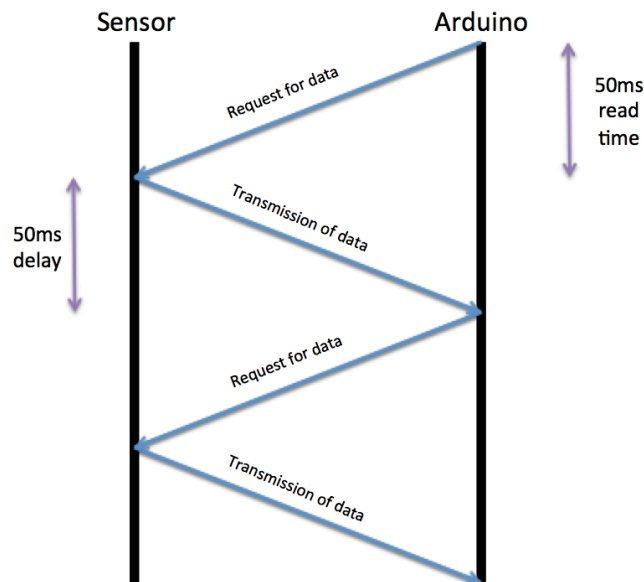 Sensor
Arduino
Request for data
50ms
read
time
Transmission of data
50ms
delay
Request for data
Transmission of data